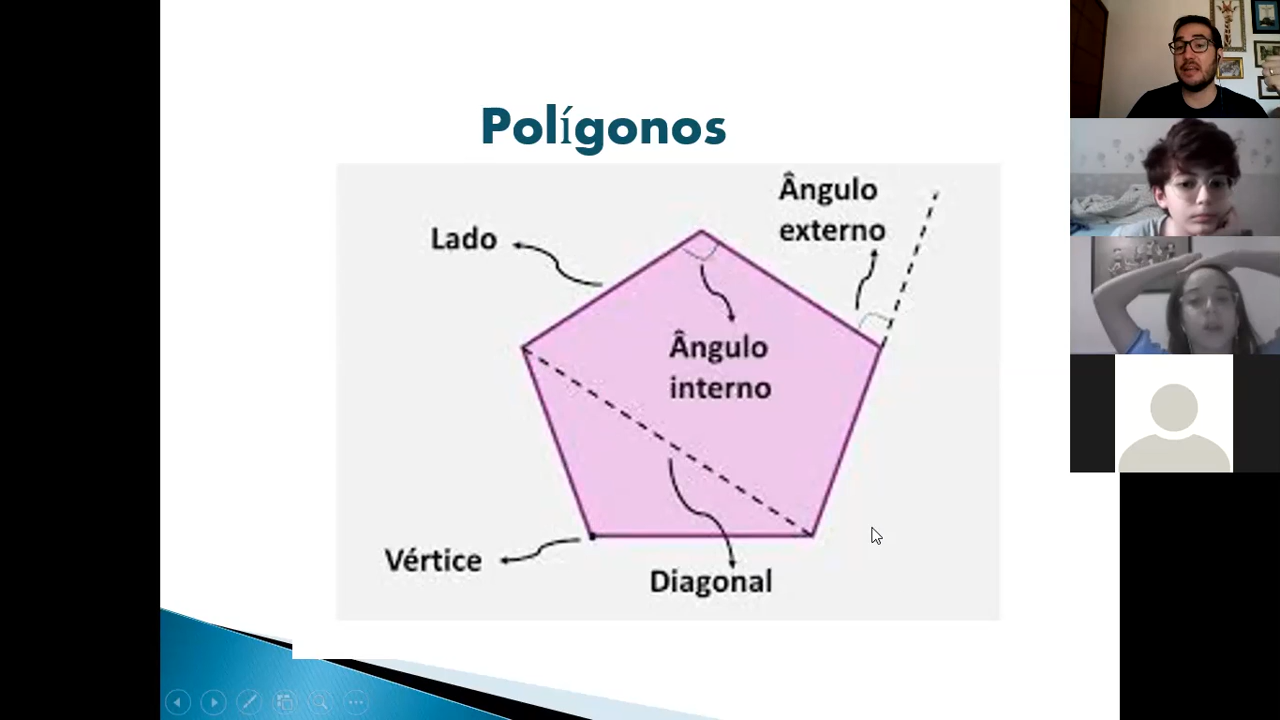 Polígonos
Lado
Ângulo
externo
Ângulo
interno
Vértice
Diagonal